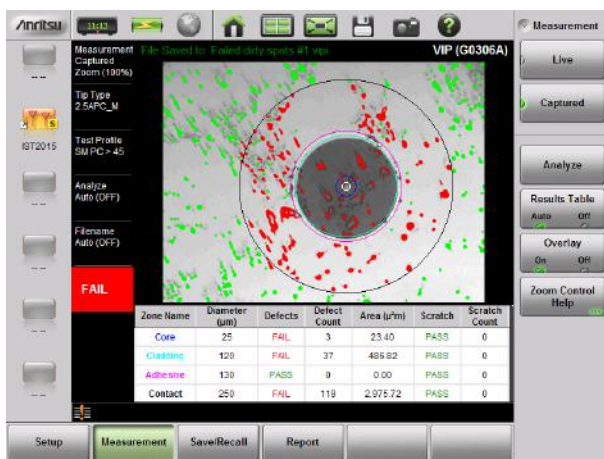 Anritsu
11:13
?
Measurement
Measurement
Captured
Zoom (100%)
File Saved to Failed dirty spots #1.vipi
VIP (G0306A)
Tip Type
2.5APC_M
Test Profile
SM PC > 45
Analyze
Auto (OFF)
Filename
Auto (OFF)
FAIL
-- --
S
IST2015
-- --
-- --
-- --
-- --
Live
Captured
Analyze
Results Table
Auto Off
Overlay
On Off
Zoom Control
Help
Zone Name Diameter (µm) Defects Defect Count Area (µ²m) Scratch Scratch Count
Core 25 FAIL 3 23.40 PASS 0
Cladding 120 FAIL 37 485.82 PASS 0
Adhesive 130 PASS 0 0.00 PASS 0
Contact 250 FAIL 119 2,975.72 PASS 0
Setup Measurement Save/Recall Report